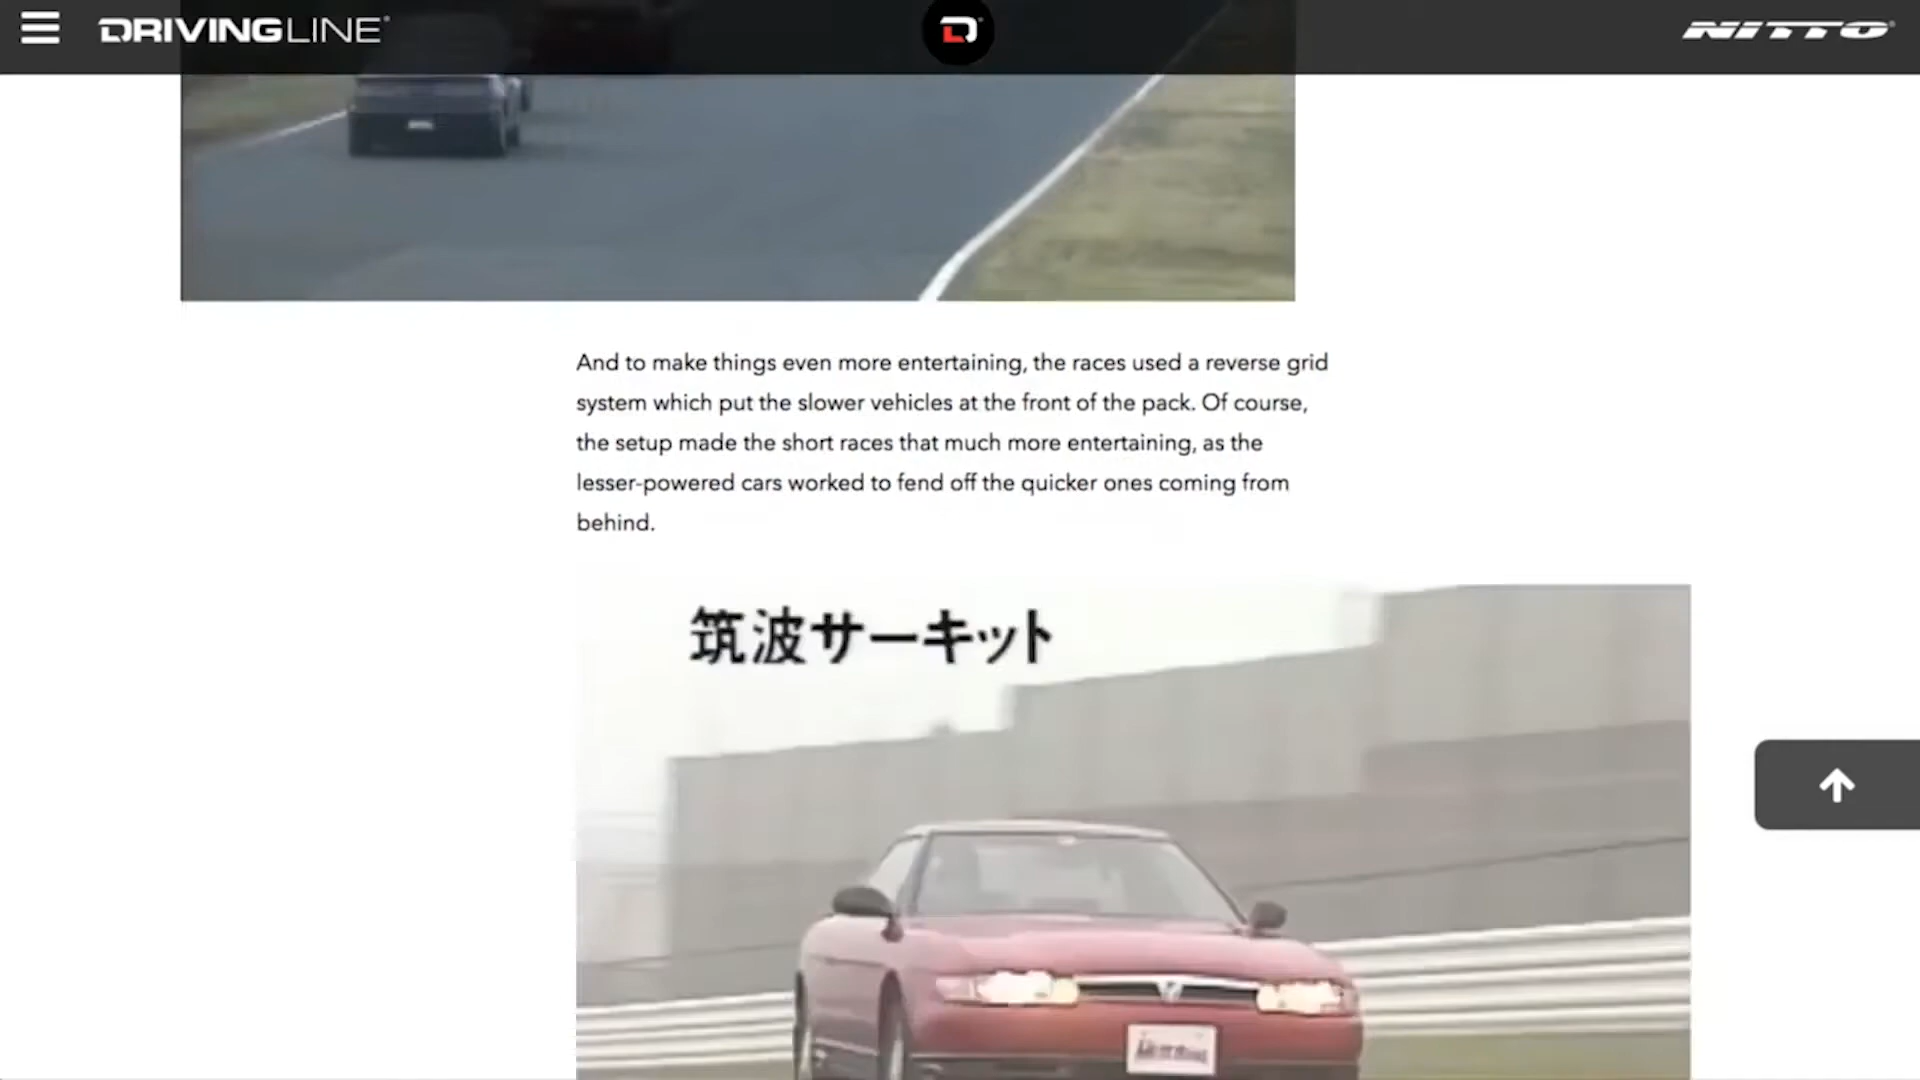 DRIVINGLINE
NITTO
And to make things even more entertaining, the races used a reverse grid
system which put the slower vehicles at the front of the pack. Of course,
the setup made the short races that much more entertaining, as the
lesser-powered cars worked to fend off the quicker ones coming from
behind.
筑波サーキット